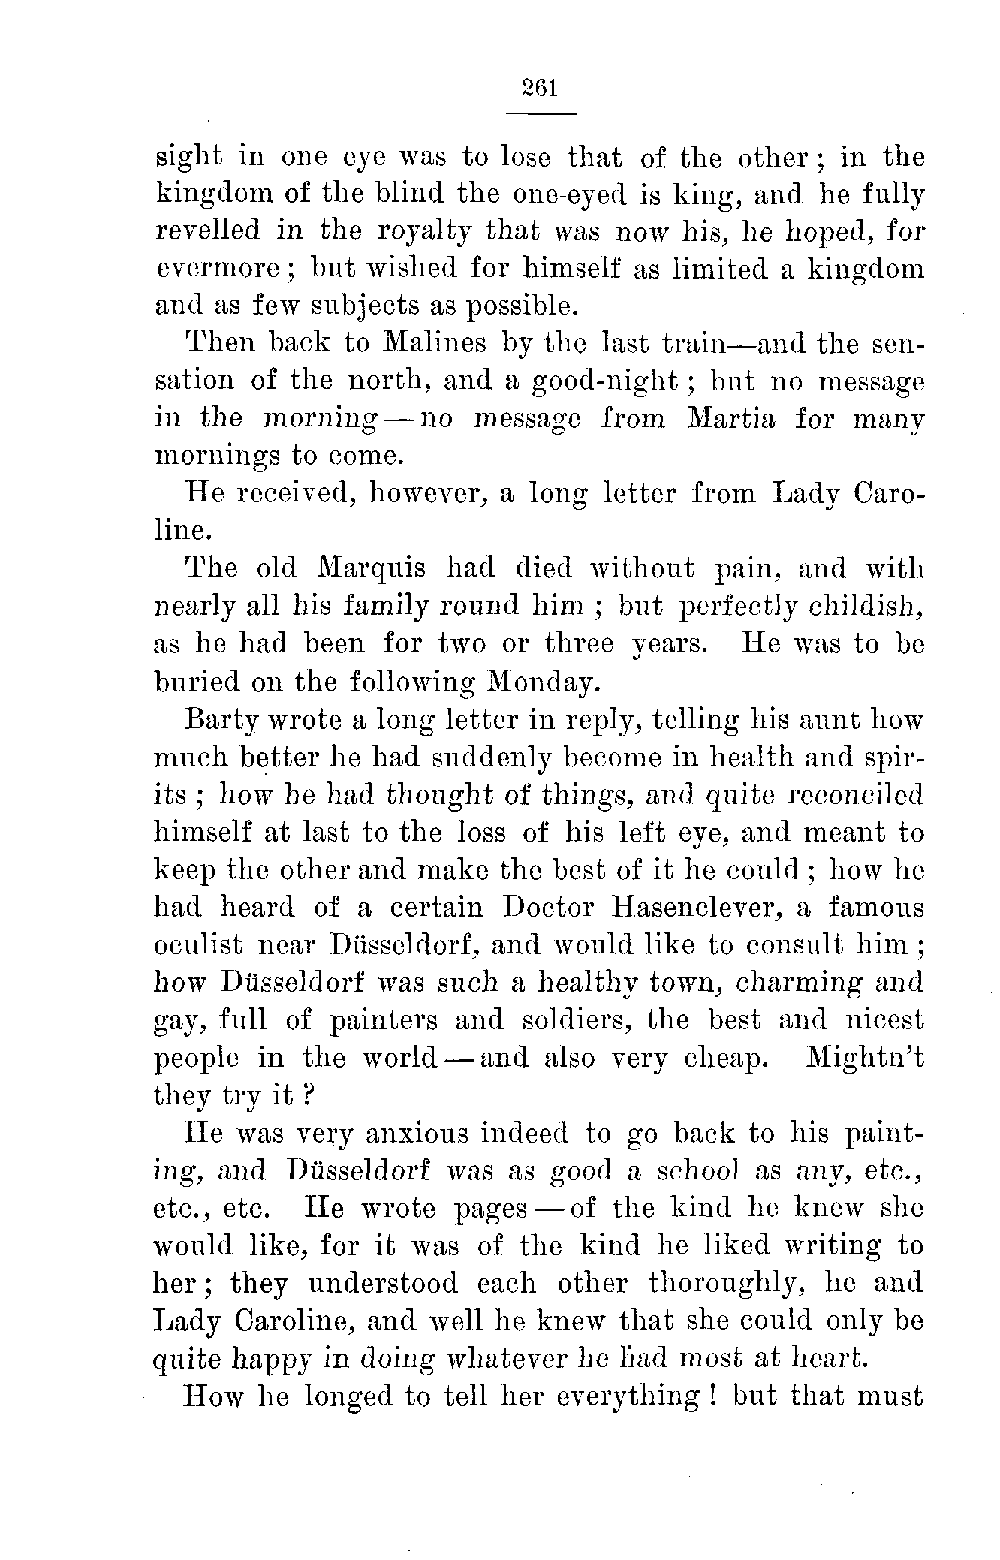 261
sight in one eye was to lose that of the other ; in the
kingdom of the blind the one-eyed is king, and he fully
revelled in the royalty that was now his, he hoped, for
evermore ; but wished for himself as limited a kingdom
and as few subjects as possible.
Then back to Malines by the last train—and the sen-
sation of the north, and a good-night ; but no message
in the morning — no message from Martia for many
mornings to come.
He received, however, a long letter from Lady Caro-
line.
The old Marquis had died without pain, and with
nearly all his family round him ; but perfectly childish,
as he had been for two or three years. He was to be
buried on the following Monday.
Barty wrote a long letter in reply, telling his aunt how
much better he had suddenly become in health and spir-
its ; how he had thought of things, and quite reconciled
himself at last to the loss of his left eye, and meant to
keep the other and make the best of it he could ; how he
had heard of a certain Doctor Hasenclever, a famous
oculist near Düsseldorf, and would like to consult him ;
how Düsseldorf was such a healthy town, charming and
gay, full of painters and soldiers, the best and nicest
people in the world — and also very cheap. Mightn't
they try it ?
He was very anxious indeed to go back to his paint-
ing, and Düsseldorf was as good a school as any, etc.,
etc., etc. He wrote pages — of the kind he knew she
would like, for it was of the kind he liked writing to
her ; they understood each other thoroughly, he and
Lady Caroline, and well he knew that she could only be
quite happy in doing whatever he had most at heart.
How he longed to tell her everything ! but that must